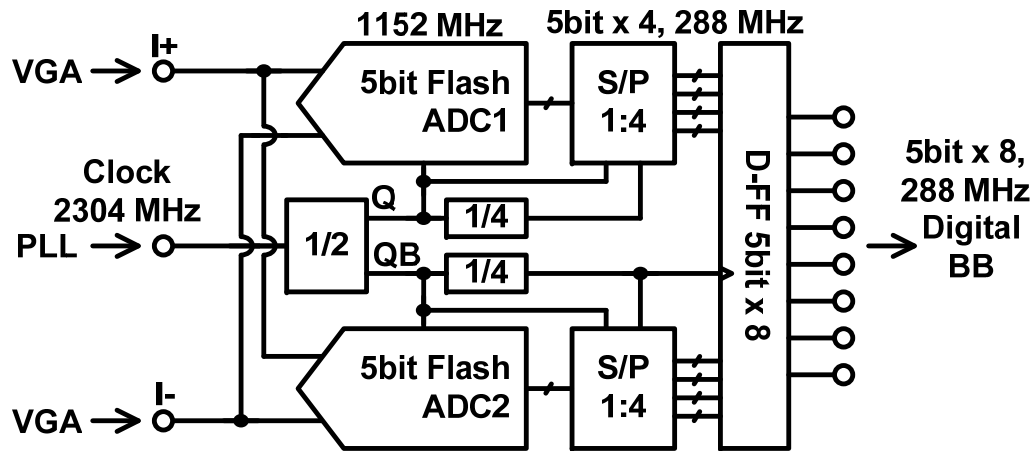 1152 MHz
5bit x 4, 288 MHz
I+
VGA
5bit Flash
ADC1
S/P
1:4
Clock
2304 MHz
PLL
1/2
Q
1/4
QB
1/4
D-FF 5bit x 8
5bit x 8,
288 MHz
Digital
BB
I-
VGA
5bit Flash
ADC2
S/P
1:4